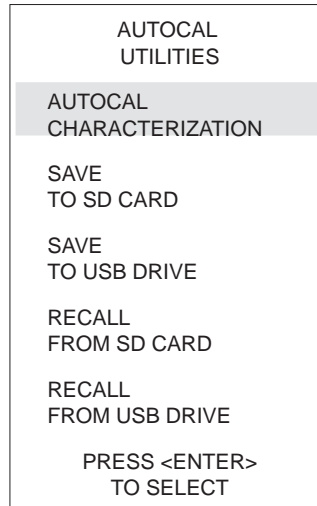 AUTOCAL
UTILITIES
AUTOCAL
CHARACTERIZATION
SAVE
TO SD CARD
SAVE
TO USB DRIVE
RECALL
FROM SD CARD
RECALL
FROM USB DRIVE
PRESS <ENTER>
TO SELECT